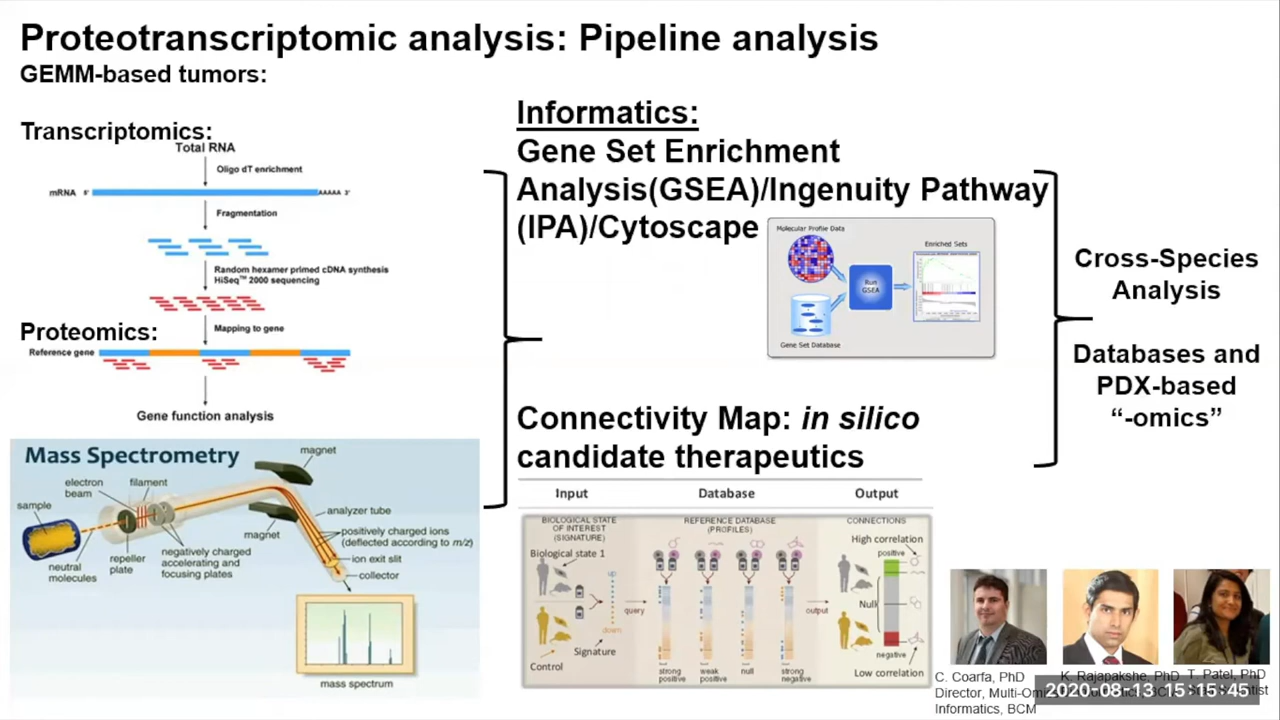 Proteotranscriptomic analysis: Pipeline analysis
GEMM-based tumors:
Transcriptomics:
Total RNA
Oligo dT enrichment
mRNA 5' AAAAA 3'
Fragmentation
Random hexamer primed cDNA synthesis
HiSeq™ 2000 sequencing
Proteomics:
Mapping to gene
Reference gene
Gene function analysis
Mass Spectrometry
magnet
electron
beam
filament
sample
analyzer tube
magnet
positively charged ions
(deflected according to m/z)
repeller
plate
negatively charged
accelerating and
focusing plates
ion exit slit
neutral
molecules
collector
mass spectrum
Informatics:
Gene Set Enrichment
Analysis(GSEA)/Ingenuity Pathway
(IPA)/Cytoscape
Molecular Profile Data
Enriched Sets
Run
GSEA
Gene Set Database
Connectivity Map: in silico
candidate therapeutics
Input Database Output
BIOLOGICAL STATE
OF INTEREST
(SIGNATURE)
REFERENCE DATABASE
(PROFILES)
CONNECTIONS
Biological state 1
High correlation
positive
up
query
output
Null
down
Signature
Control
strong
positive
weak
positive
null
strong
negative
negative
Low correlation
Cross-Species
Analysis
Databases and
PDX-based
“-omics”
C. Coarfa, PhD
Director, Multi-Omics
Informatics, BCM
K. Rajapakshe, PhD
T. Patel, PhD
2020-08-13 15:15:45